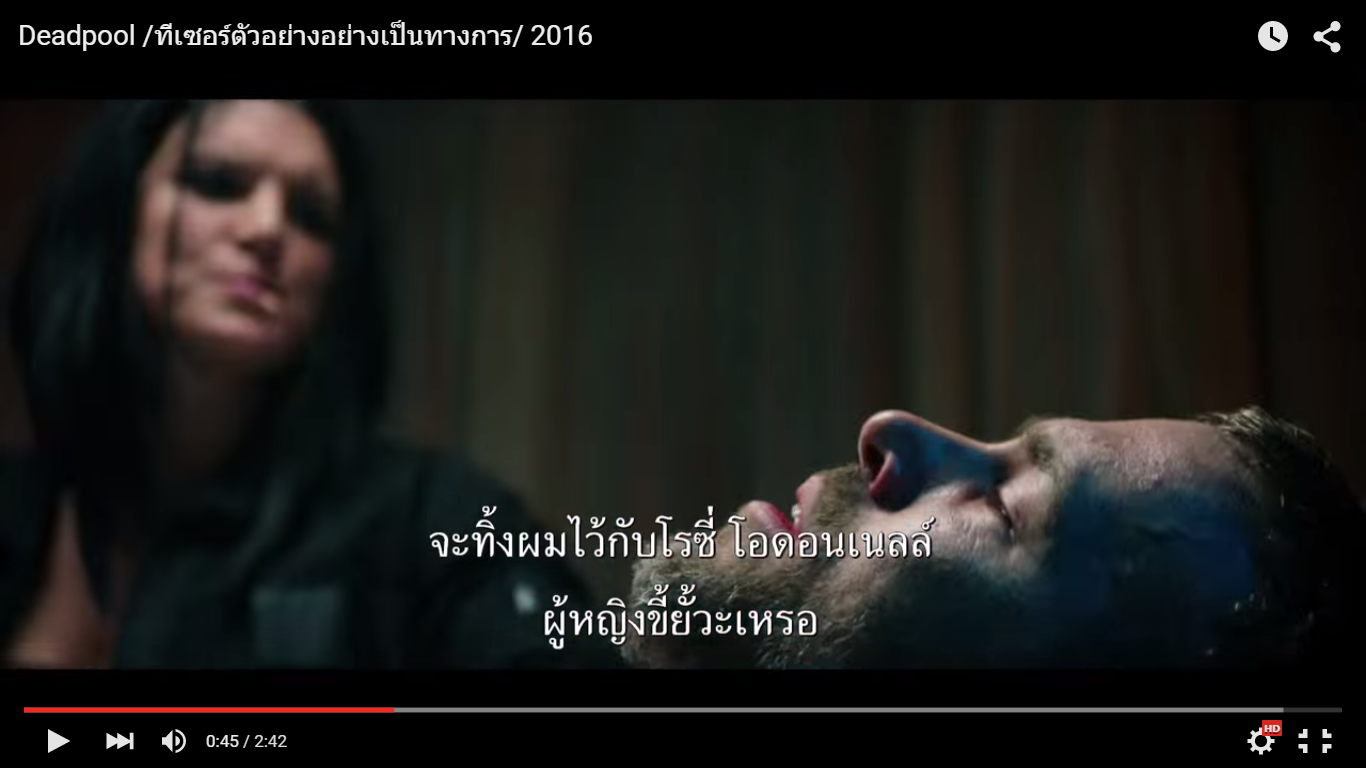 Deadpool /ทีเซอร์ตัวอย่างอย่างเป็นทางการ/ 2016
จะทิ้งผมไว้กับโรซี่ โอดอนเนลล์
ผู้หญิงขี้ยั้วะเหรอ
0:45 / 2:42
HD